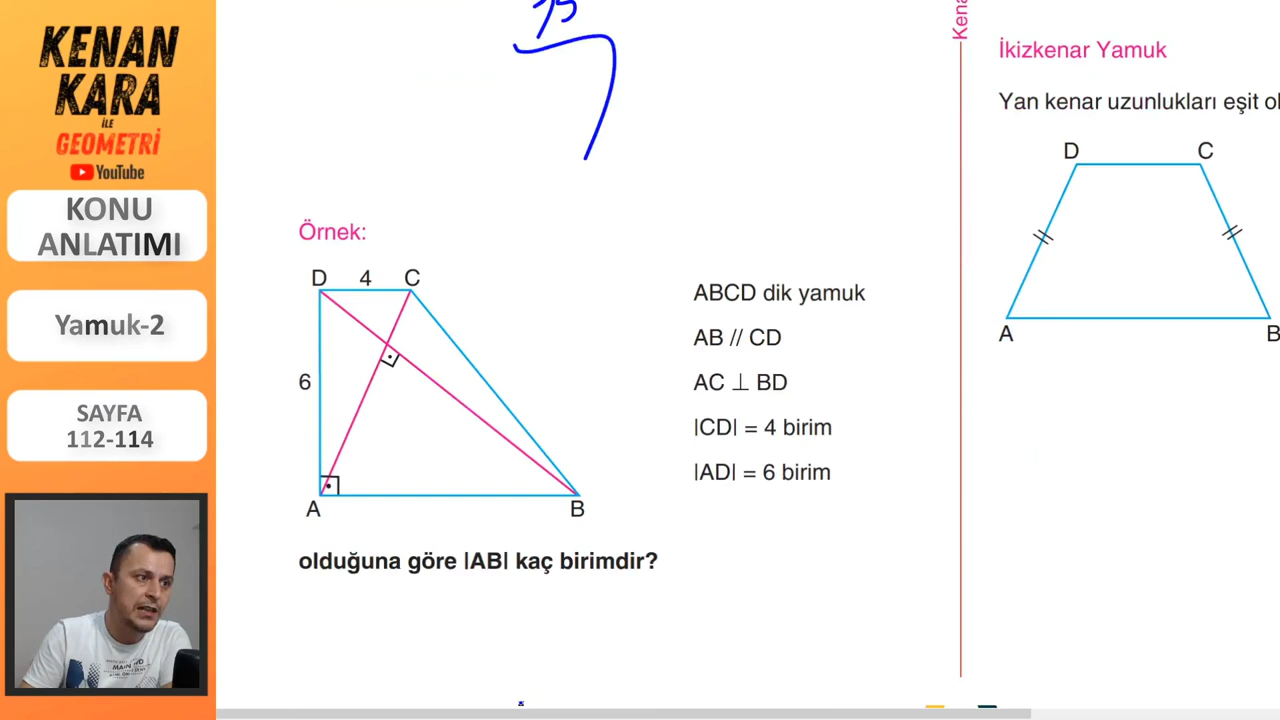 KENAN
KARA
İLE
GEOMETRİ
YouTube
KONU
ANLATIMI
Yamuk-2
SAYFA
112-114
Örnek:
D 4 C
6
A B
ABCD dik yamuk
AB // CD
AC ⊥ BD
|CD| = 4 birim
|AD| = 6 birim
olduğuna göre |AB| kaç birimdir?
Kena
İkizkenar Yamuk
Yan kenar uzunlukları eşit ol
D C
A B